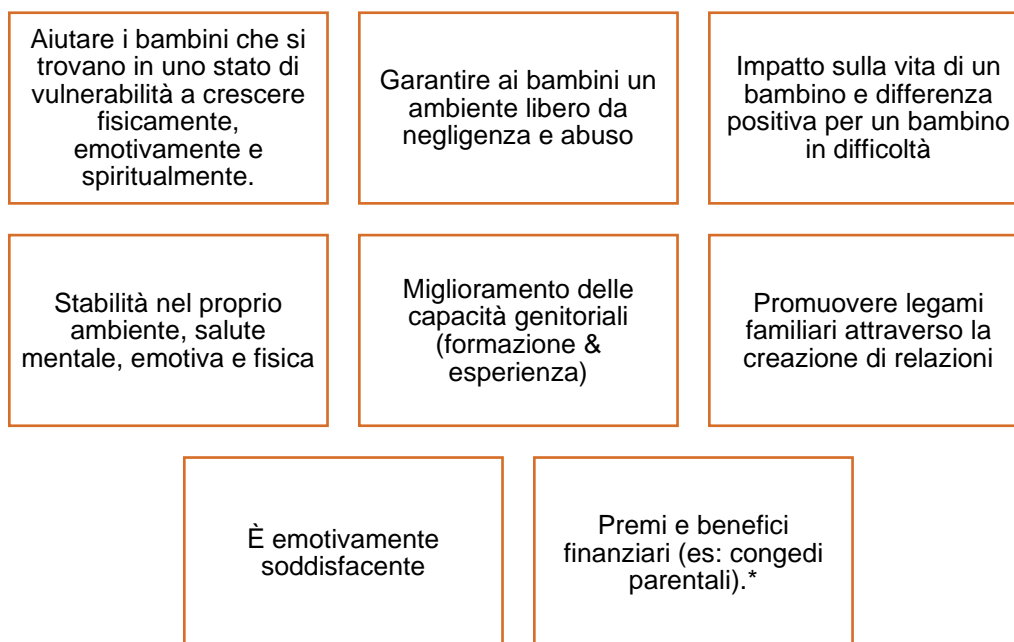 Aiutare i bambini che si
trovano in uno stato di
vulnerabilità a crescere
fisicamente,
emotivamente e
spiritualmente.
Garantire ai bambini un
ambiente libero da
negligenza e abuso
Impatto sulla vita di un
bambino e differenza
positiva per un bambino
in difficoltà
Stabilità nel proprio
ambiente, salute
mentale, emotiva e fisica
Miglioramento delle
capacità genitoriali
(formazione &
esperienza)
Promuovere legami
familiari attraverso la
creazione di relazioni
È emotivamente
soddisfacente
Premi e benefici
finanziari (es: congedi
parentali).*